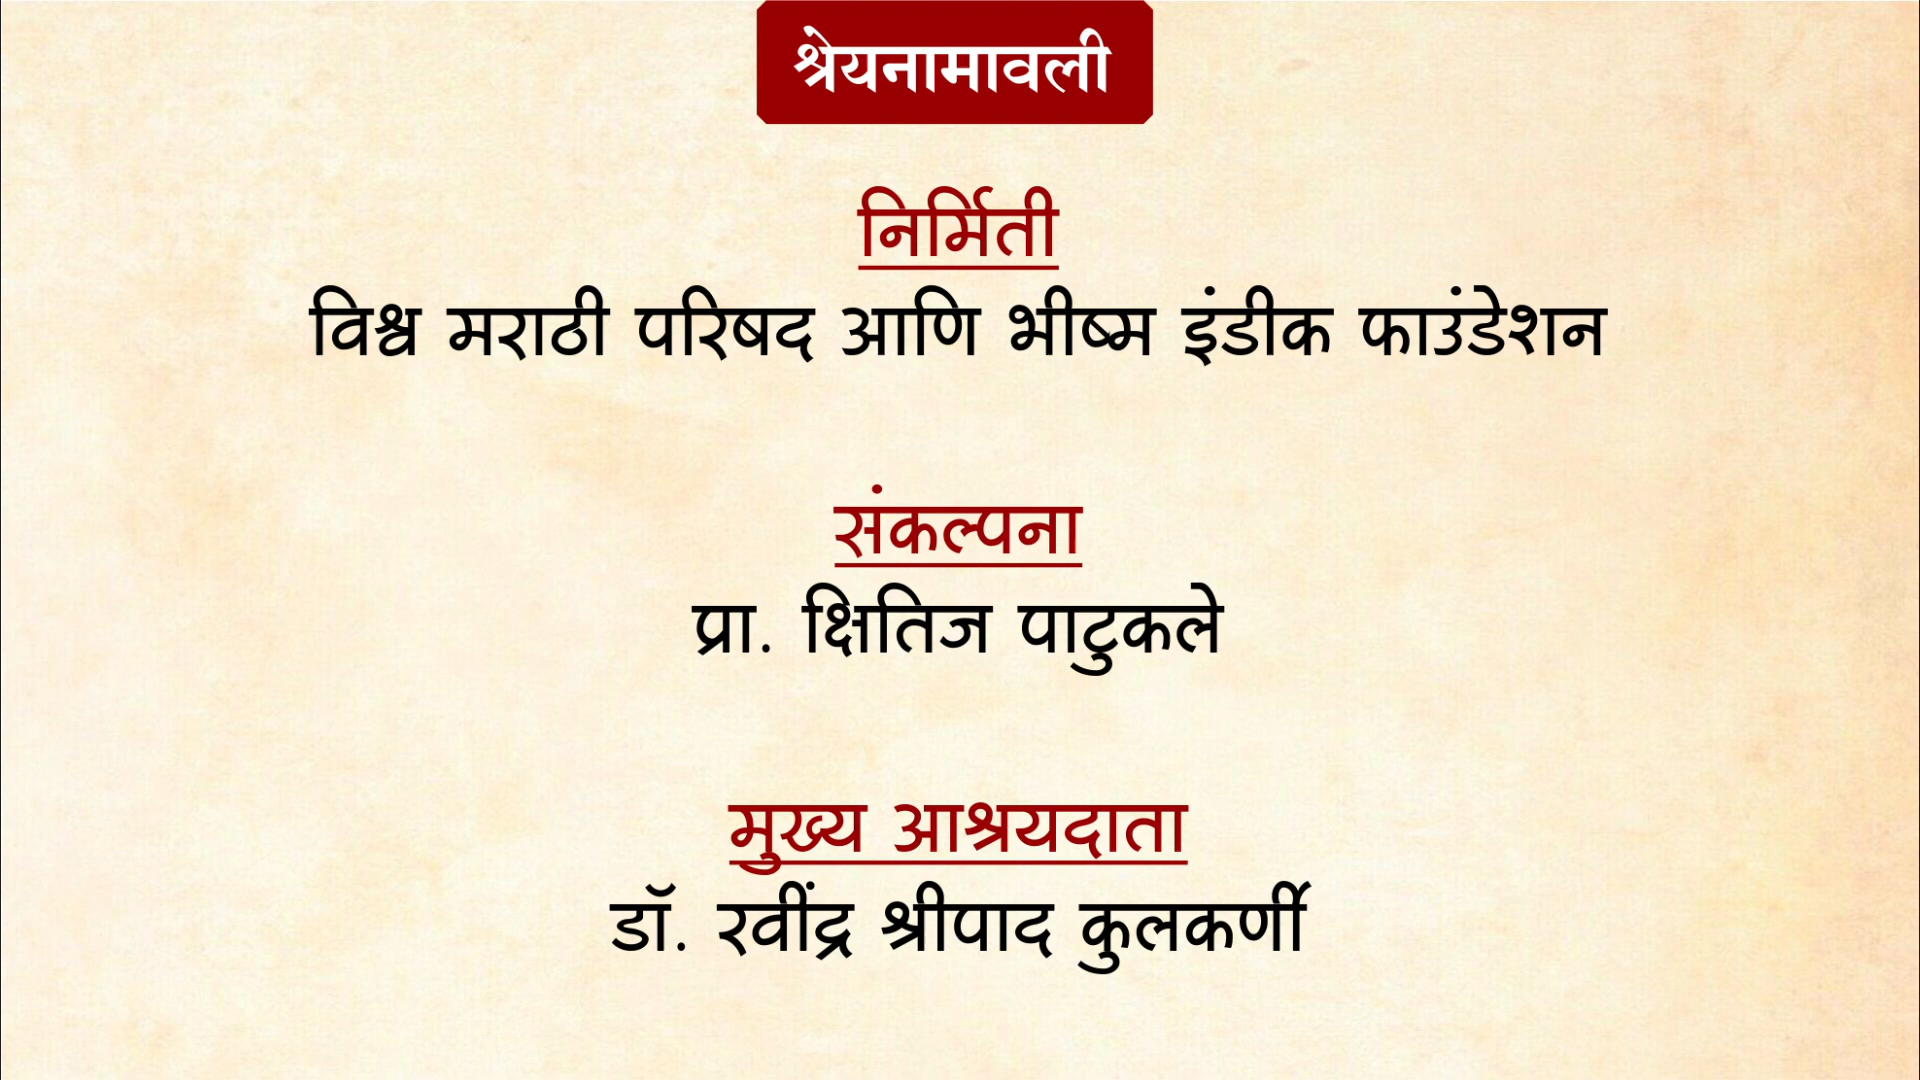 श्रेयनामावली
निर्मिती
विश्व मराठी परिषद आणि भीष्म इंडीक फाउंडेशन
संकल्पना
प्रा. क्षितिज पाटुकले
मुख्य आश्रयदाता
डॉ. रवींद्र श्रीपाद कुलकर्णी